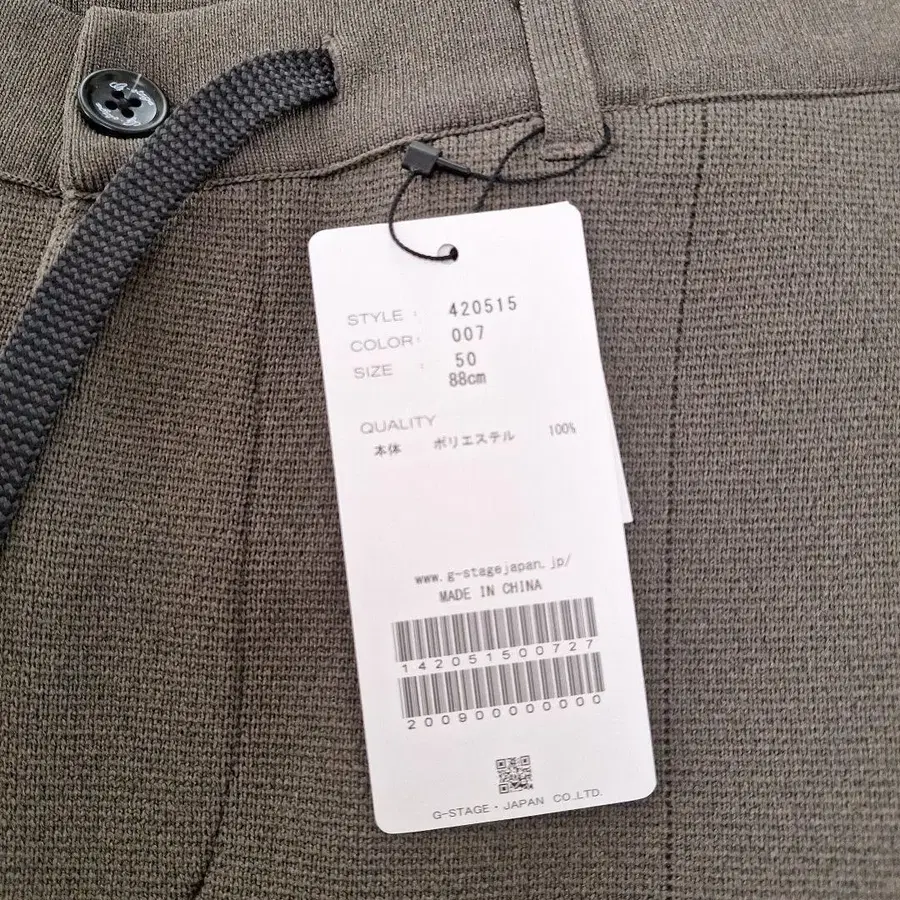 STYLE : 420515
COLOR : 007
SIZE : 50
88cm
QUALITY
本体 ポリエステル 100%
www.g-stagejapan.jp/
MADE IN CHINA
142051500727
2009000000000
G-STAGE・JAPAN CO.,LTD.